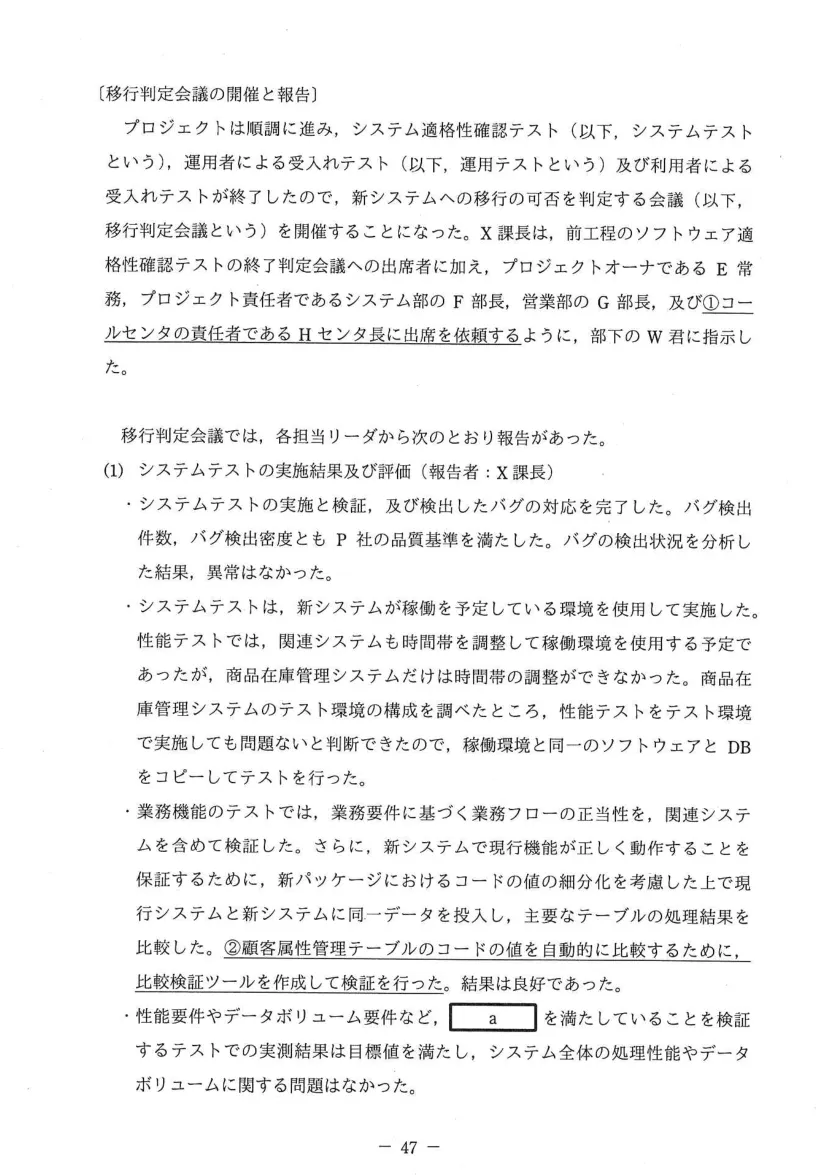 〔移行判定会議の開催と報告〕
プロジェクトは順調に進み，システム適格性確認テスト（以下，システムテスト
という），運用者による受入れテスト（以下，運用テストという）及び利用者による
受入れテストが終了したので，新システムへの移行の可否を判定する会議（以下，
移行判定会議という）を開催することになった。X 課長は，前工程のソフトウェア適
格性確認テストの終了判定会議への出席者に加え，プロジェクトオーナである E 常
務，プロジェクト責任者であるシステム部の F 部長，営業部の G 部長，及び①コー
ルセンタの責任者である H センタ長に出席を依頼するように，部下の W 君に指示し
た。
移行判定会議では，各担当リーダから次のとおり報告があった。
(1) システムテストの実施結果及び評価（報告者：X 課長）
・システムテストの実施と検証，及び検出したバグの対応を完了した。バグ検出
件数，バグ検出密度とも P 社の品質基準を満たした。バグの検出状況を分析し
た結果，異常はなかった。
・システムテストは，新システムが稼働を予定している環境を使用して実施した。
性能テストでは，関連システムも時間帯を調整して稼働環境を使用する予定で
あったが，商品在庫管理システムだけは時間帯の調整ができなかった。商品在
庫管理システムのテスト環境の構成を調べたところ，性能テストをテスト環境
で実施しても問題ないと判断できたので，稼働環境と同一のソフトウェアと DB
をコピーしてテストを行った。
・業務機能のテストでは，業務要件に基づく業務フローの正当性を，関連システ
ムを含めて検証した。さらに，新システムで現行機能が正しく動作することを
保証するために，新パッケージにおけるコードの値の細分化を考慮した上で現
行システムと新システムに同一データを投入し，主要なテーブルの処理結果を
比較した。②顧客属性管理テーブルのコードの値を自動的に比較するために，
比較検証ツールを作成して検証を行った。結果は良好であった。
・性能要件やデータボリューム要件など， a を満たしていることを検証
するテストでの実測結果は目標値を満たし，システム全体の処理性能やデータ
ボリュームに関する問題はなかった。
－ 47 －